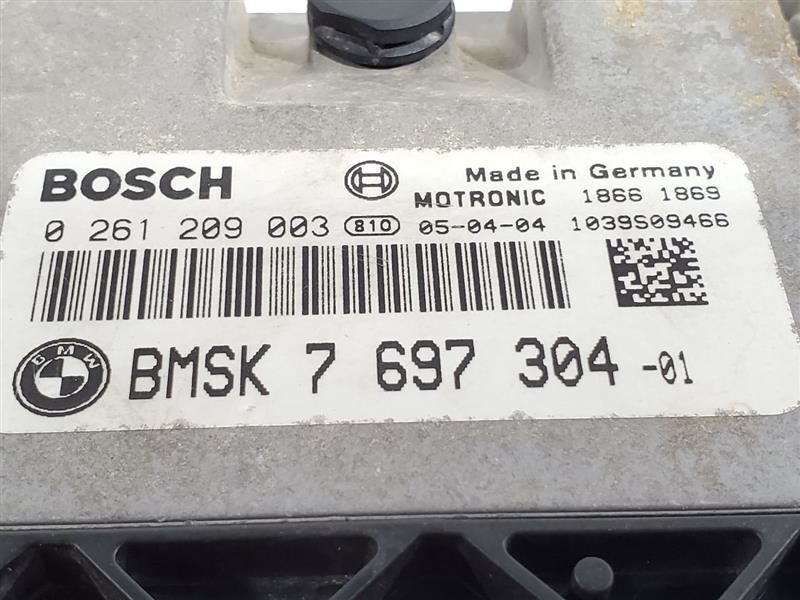 BOSCH Made in Germany
MOTRONIC 1866 1869
0 261 209 003 810 05-04-04 1039S09466
BMW BMSK 7 697 304 -01